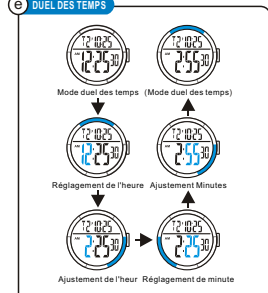 e DUEL DES TEMPS
T2:10:25
AM 12:25 30
T2:10:25
2:55 30
Mode duel des temps (Mode duel des temps)
T2:10:25
AM 12:25 30
T2:10:25
2:55 30
Réglagement de l'heure Ajustement Minutes
T2:10:25
2:25 30
T2:10:25
2:25 30
Ajustement de l'heur Réglagement de minute